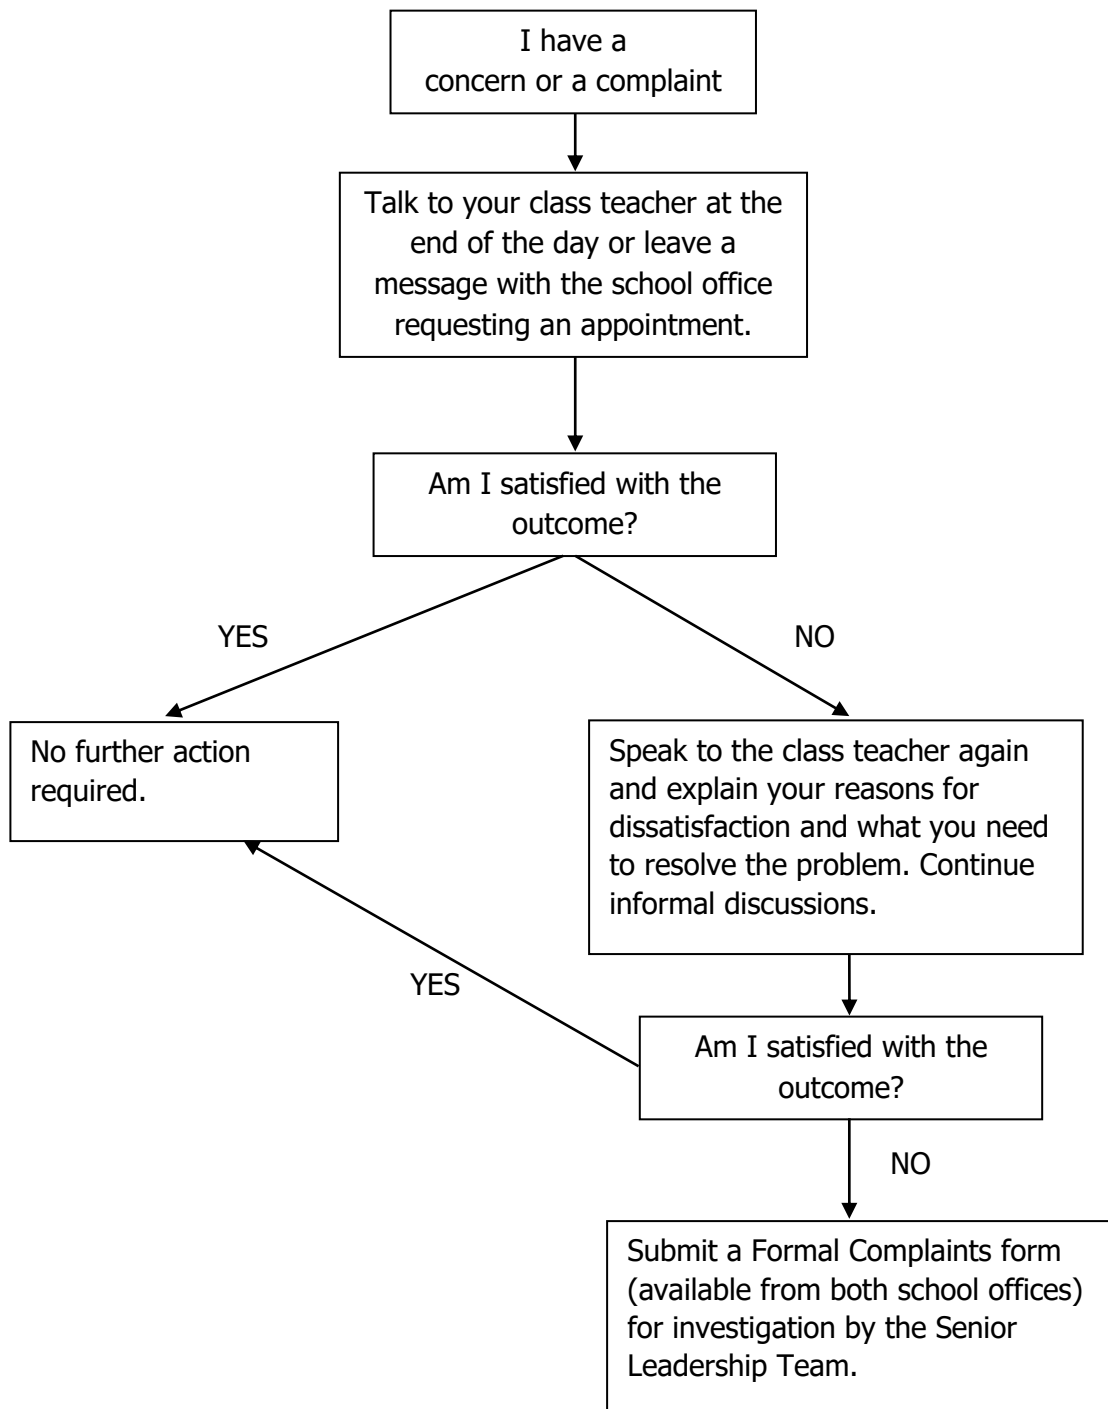 I have a
concern or a complaint
Talk to your class teacher at the
end of the day or leave a
message with the school office
requesting an appointment.
Am I satisfied with the
outcome?
YES
NO
No further action
required.
Speak to the class teacher again
and explain your reasons for
dissatisfaction and what you need
to resolve the problem. Continue
informal discussions.
YES
Am I satisfied with the
outcome?
NO
Submit a Formal Complaints form
(available from both school offices)
for investigation by the Senior
Leadership Team.